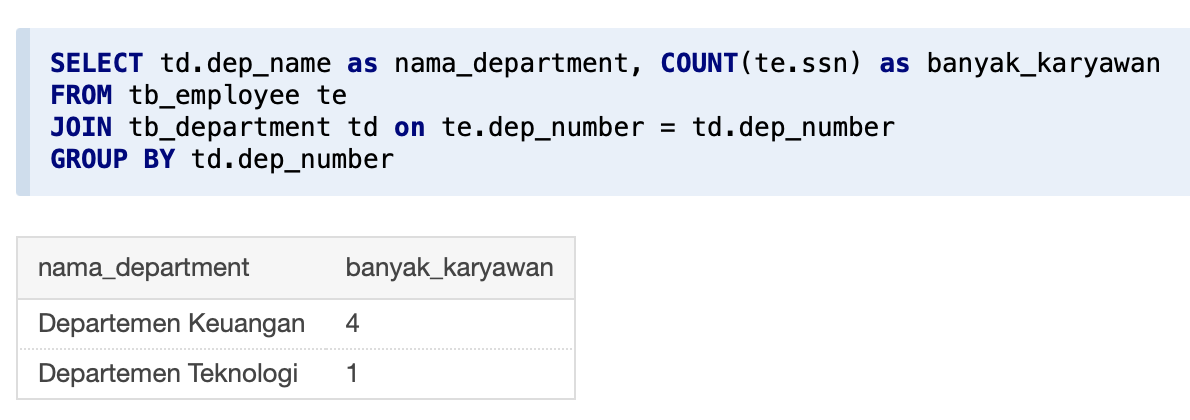 SELECT td.dep_name as nama_department, COUNT(te.ssn) as banyak_karyawan
FROM tb_employee te
JOIN tb_department td on te.dep_number = td.dep_number
GROUP BY td.dep_number
nama_department banyak_karyawan
Departemen Keuangan 4
Departemen Teknologi 1